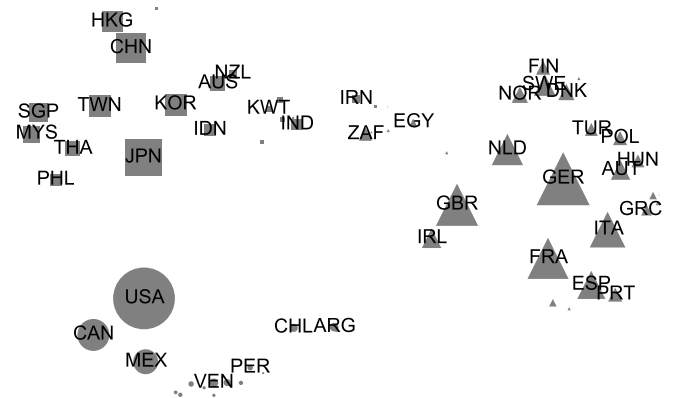 HKG
CHN
NZL
AUS
SGP
TWN
KOR
KWT
IRN
MYS
IDN
IND
ZAF
EGY
THA
JPN
PHL
FIN
SWE
NOR
DNK
TUR
POL
NLD
HUN
AUT
GER
GBR
GRC
IRL
ITA
FRA
ESP
PRT
USA
CAN
CHL
ARG
MEX
PER
VEN